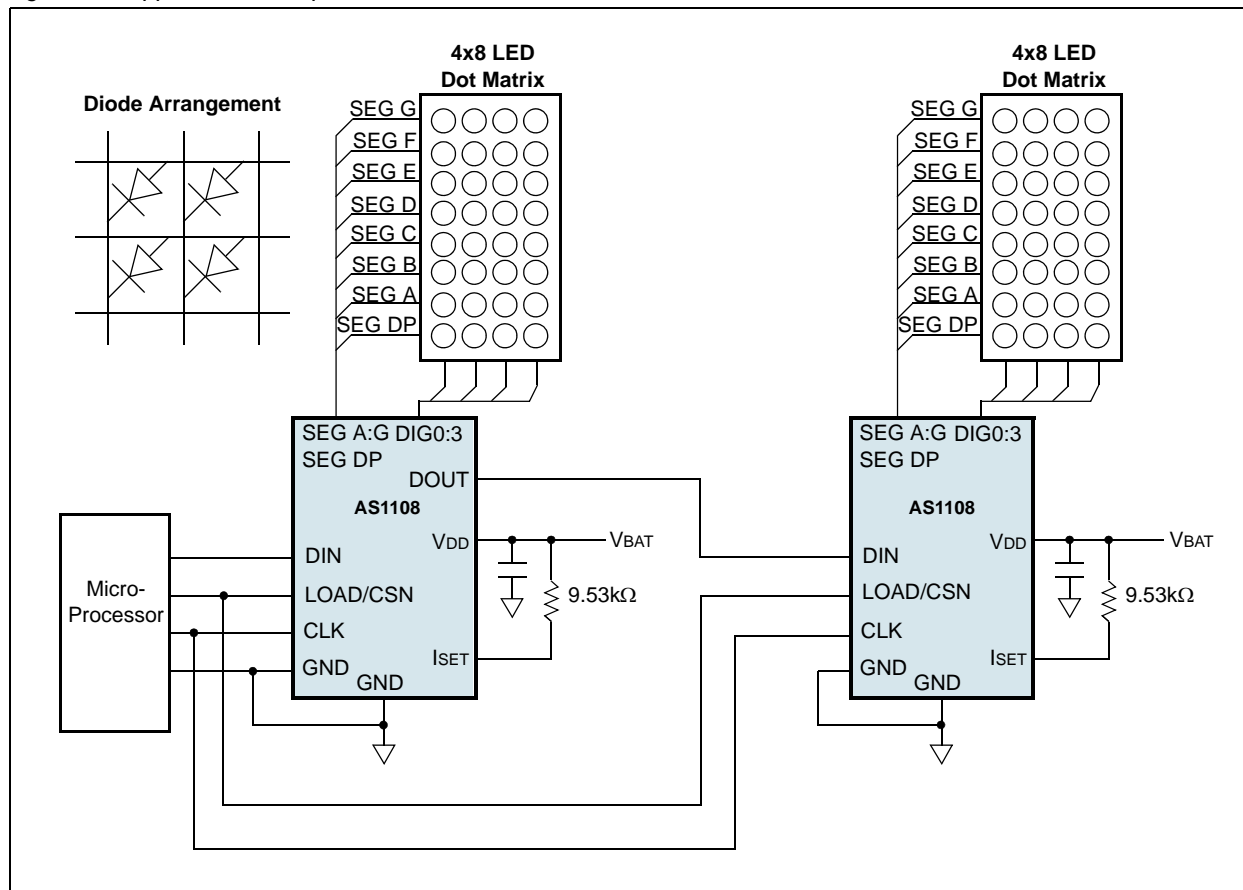 4x8 LED
Dot Matrix
4x8 LED
Dot Matrix
Diode Arrangement
SEG G
SEG F
SEG E
SEG D
SEG C
SEG B
SEG A
SEG DP
SEG G
SEG F
SEG E
SEG D
SEG C
SEG B
SEG A
SEG DP
SEG A:G DIG0:3
SEG DP
DOUT
AS1108
VDD
VBAT
DIN
LOAD/CSN
9.53kΩ
CLK
ISET
GND
GND
Micro-
Processor
SEG A:G DIG0:3
SEG DP
AS1108
VDD
VBAT
DIN
LOAD/CSN
9.53kΩ
CLK
ISET
GND
GND